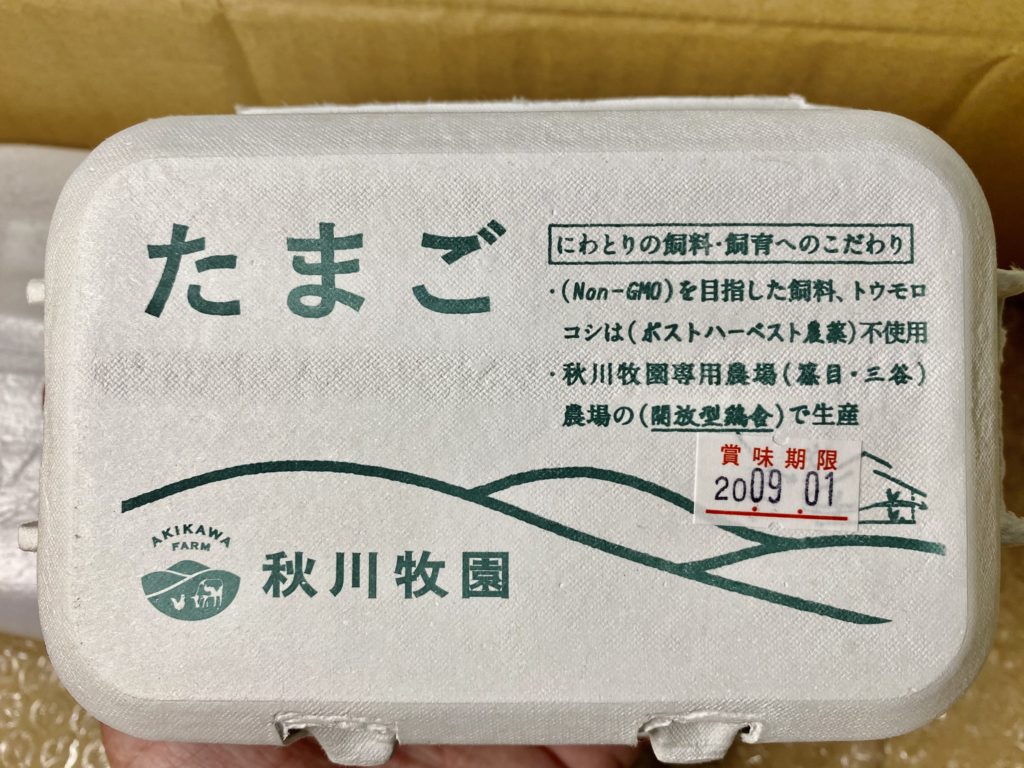 たまご
にわとりの飼料・飼育へのこだわり
・(Non-GMO)を目指した飼料、トウモロ
コシは(ポストハーベスト農薬)不使用
・秋川牧園専用農場(篠目・三谷)
農場の(開放型鶏舎)で生産
賞味期限
20.09.01
AKIKAWA
FARM
秋川牧園